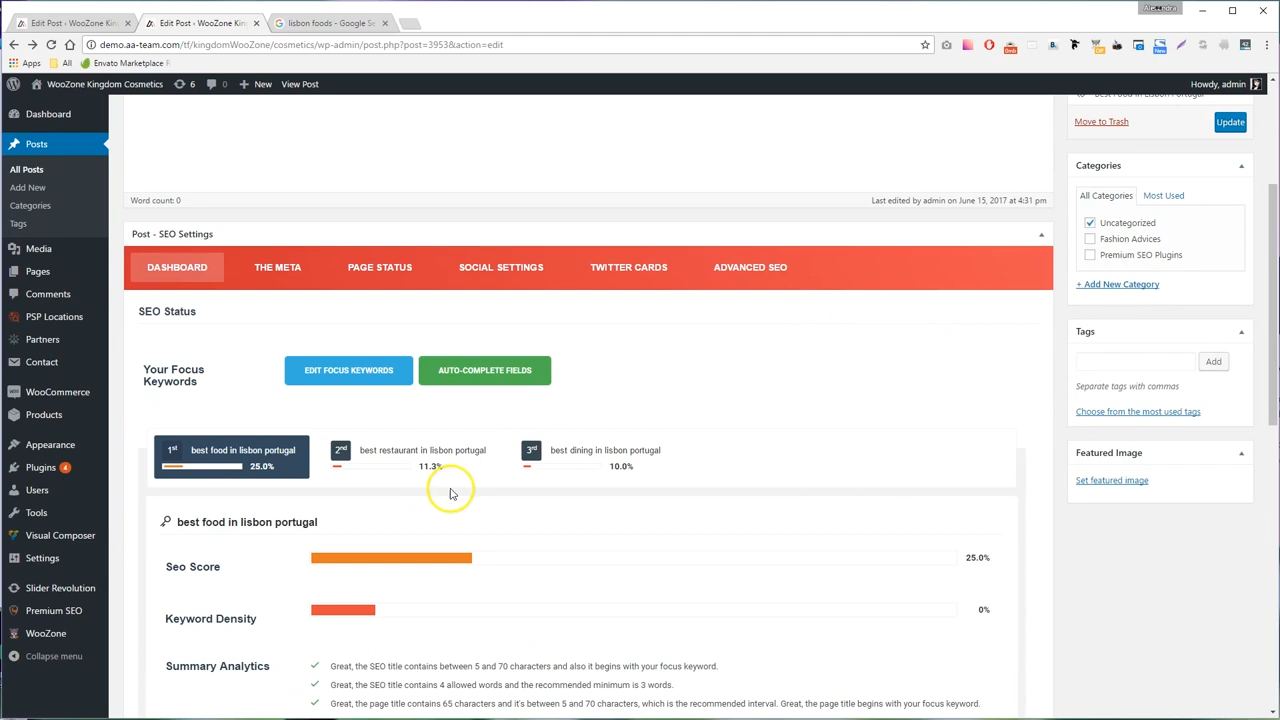 Alexandra
Edit Post ‹ WooZone Kin
Edit Post ‹ WooZone Kin
lisbon foods - Google Se
demo.aa-team.com/tf/kingdomWooZone/cosmetics/wp-admin/post.php?post=3953&action=edit
Apps
All
Envato Marketplace
WooZone Kingdom Cosmetics
6
0
New
View Post
Howdy, admin
Dashboard
Posts
All Posts
Add New
Categories
Tags
Media
Pages
Comments
PSP Locations
Partners
Contact
WooCommerce
Products
Appearance
Plugins 4
Users
Tools
Visual Composer
Settings
Slider Revolution
Premium SEO
WooZone
Collapse menu
Word count: 0
Last edited by admin on June 15, 2017 at 4:31 pm
Post - SEO Settings
DASHBOARD
THE META
PAGE STATUS
SOCIAL SETTINGS
TWITTER CARDS
ADVANCED SEO
SEO Status
Your Focus
Keywords
EDIT FOCUS KEYWORDS
AUTO-COMPLETE FIELDS
1st best food in lisbon portugal
25.0%
2nd best restaurant in lisbon portugal
11.3%
3rd best dining in lisbon portugal
10.0%
best food in lisbon portugal
Seo Score
25.0%
Keyword Density
0%
Summary Analytics
Great, the SEO title contains between 5 and 70 characters and also it begins with your focus keyword.
Great, the SEO title contains 4 allowed words and the recommended minimum is 3 words.
Great, the page title contains 65 characters and it's between 5 and 70 characters, which is the recommended interval. Great, the page title begins with your focus keyword.
Best Food in Lisbon Portugal
Move to Trash
Update
Categories
All Categories
Most Used
Uncategorized
Fashion Advices
Premium SEO Plugins
+ Add New Category
Tags
Add
Separate tags with commas
Choose from the most used tags
Featured Image
Set featured image